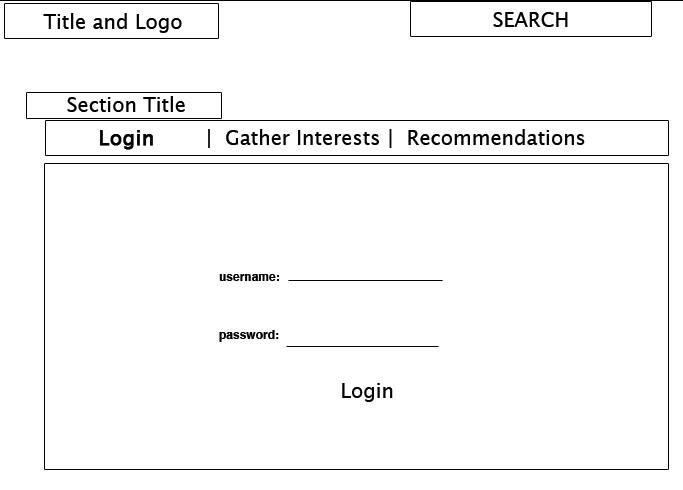 Title and Logo
SEARCH
Section Title
Login | Gather Interests | Recommendations
username:
password:
Login